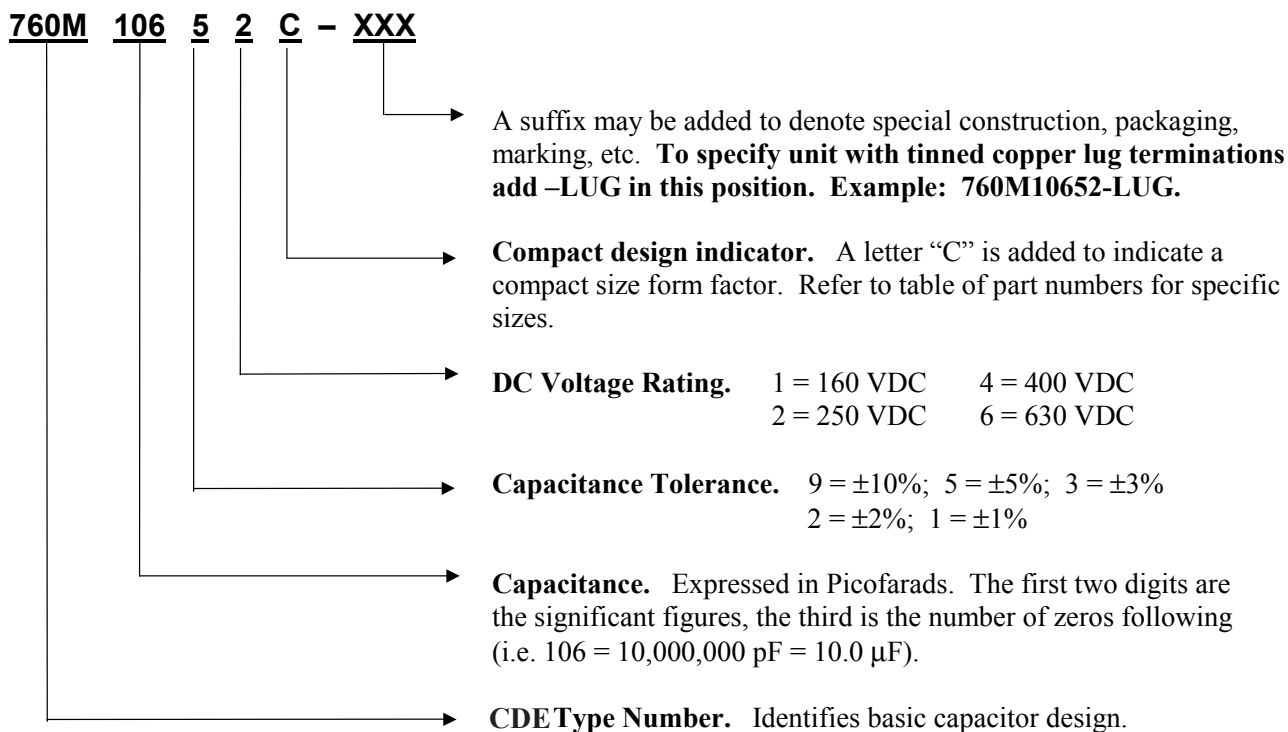 760M 106 5 2 C – XXX
A suffix may be added to denote special construction, packaging,
marking, etc. To specify unit with tinned copper lug terminations
add –LUG in this position. Example: 760M10652-LUG.
Compact design indicator. A letter “C” is added to indicate a
compact size form factor. Refer to table of part numbers for specific
sizes.
DC Voltage Rating. 1 = 160 VDC 4 = 400 VDC
2 = 250 VDC 6 = 630 VDC
Capacitance Tolerance. 9 = ±10%; 5 = ±5%; 3 = ±3%
2 = ±2%; 1 = ±1%
Capacitance. Expressed in Picofarads. The first two digits are
the significant figures, the third is the number of zeros following
(i.e. 106 = 10,000,000 pF = 10.0 μF).
CDE Type Number. Identifies basic capacitor design.